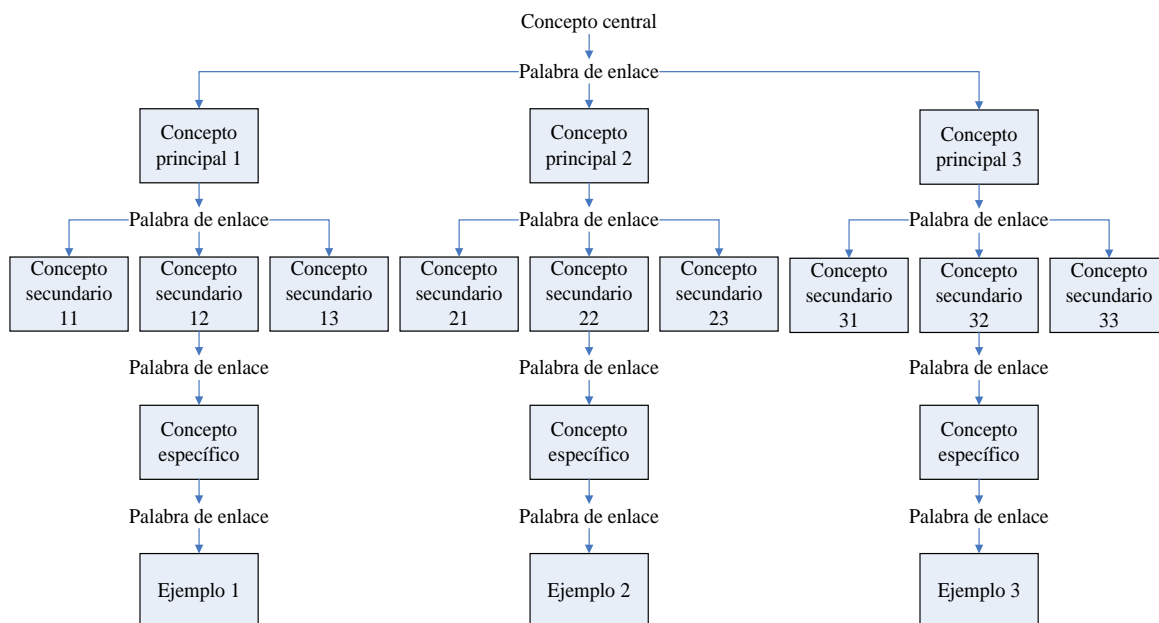 Concepto central
Palabra de enlace
Concepto
principal 1
Concepto
principal 2
Concepto
principal 3
Palabra de enlace
Palabra de enlace
Palabra de enlace
Concepto
secundario
11
Concepto
secundario
12
Concepto
secundario
13
Concepto
secundario
21
Concepto
secundario
22
Concepto
secundario
23
Concepto
secundario
31
Concepto
secundario
32
Concepto
secundario
33
Palabra de enlace
Palabra de enlace
Palabra de enlace
Concepto
específico
Concepto
específico
Concepto
específico
Palabra de enlace
Palabra de enlace
Palabra de enlace
Ejemplo 1
Ejemplo 2
Ejemplo 3